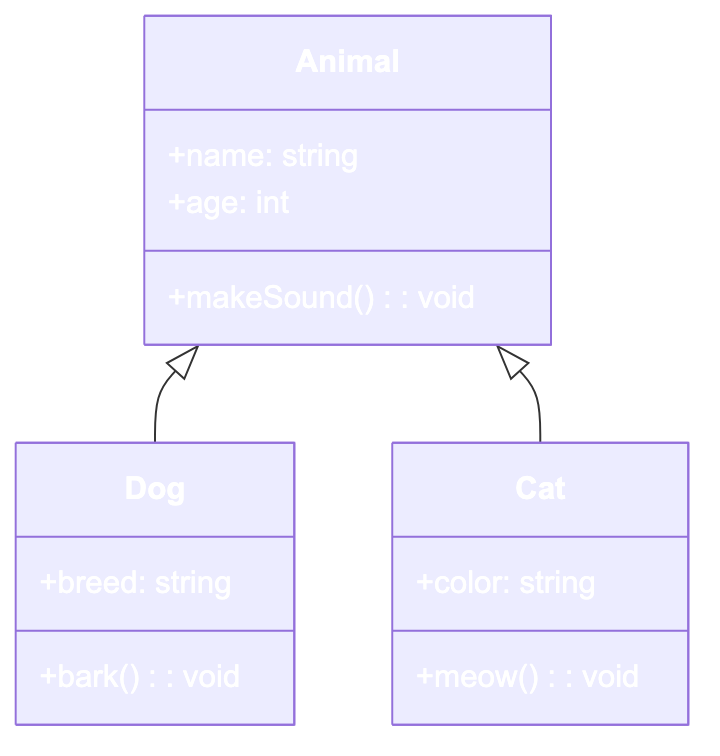 Animal
+name: string
+age: int
+makeSound() : : void
Dog
+breed: string
+bark() : : void
Cat
+color: string
+meow() : : void